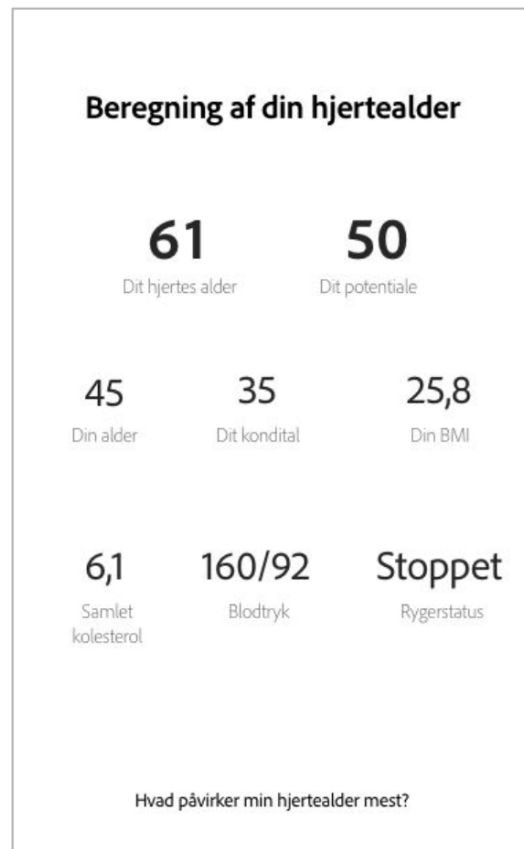 Beregning af din hjertealder
61 50
Dit hjertes alder Dit potentiale
45 35 25,8
Din alder Dit kondital Din BMI
6,1 160/92 Stoppet
Samlet Blodtryk Rygerstatus
kolesterol
Hvad påvirker min hjertealder mest?